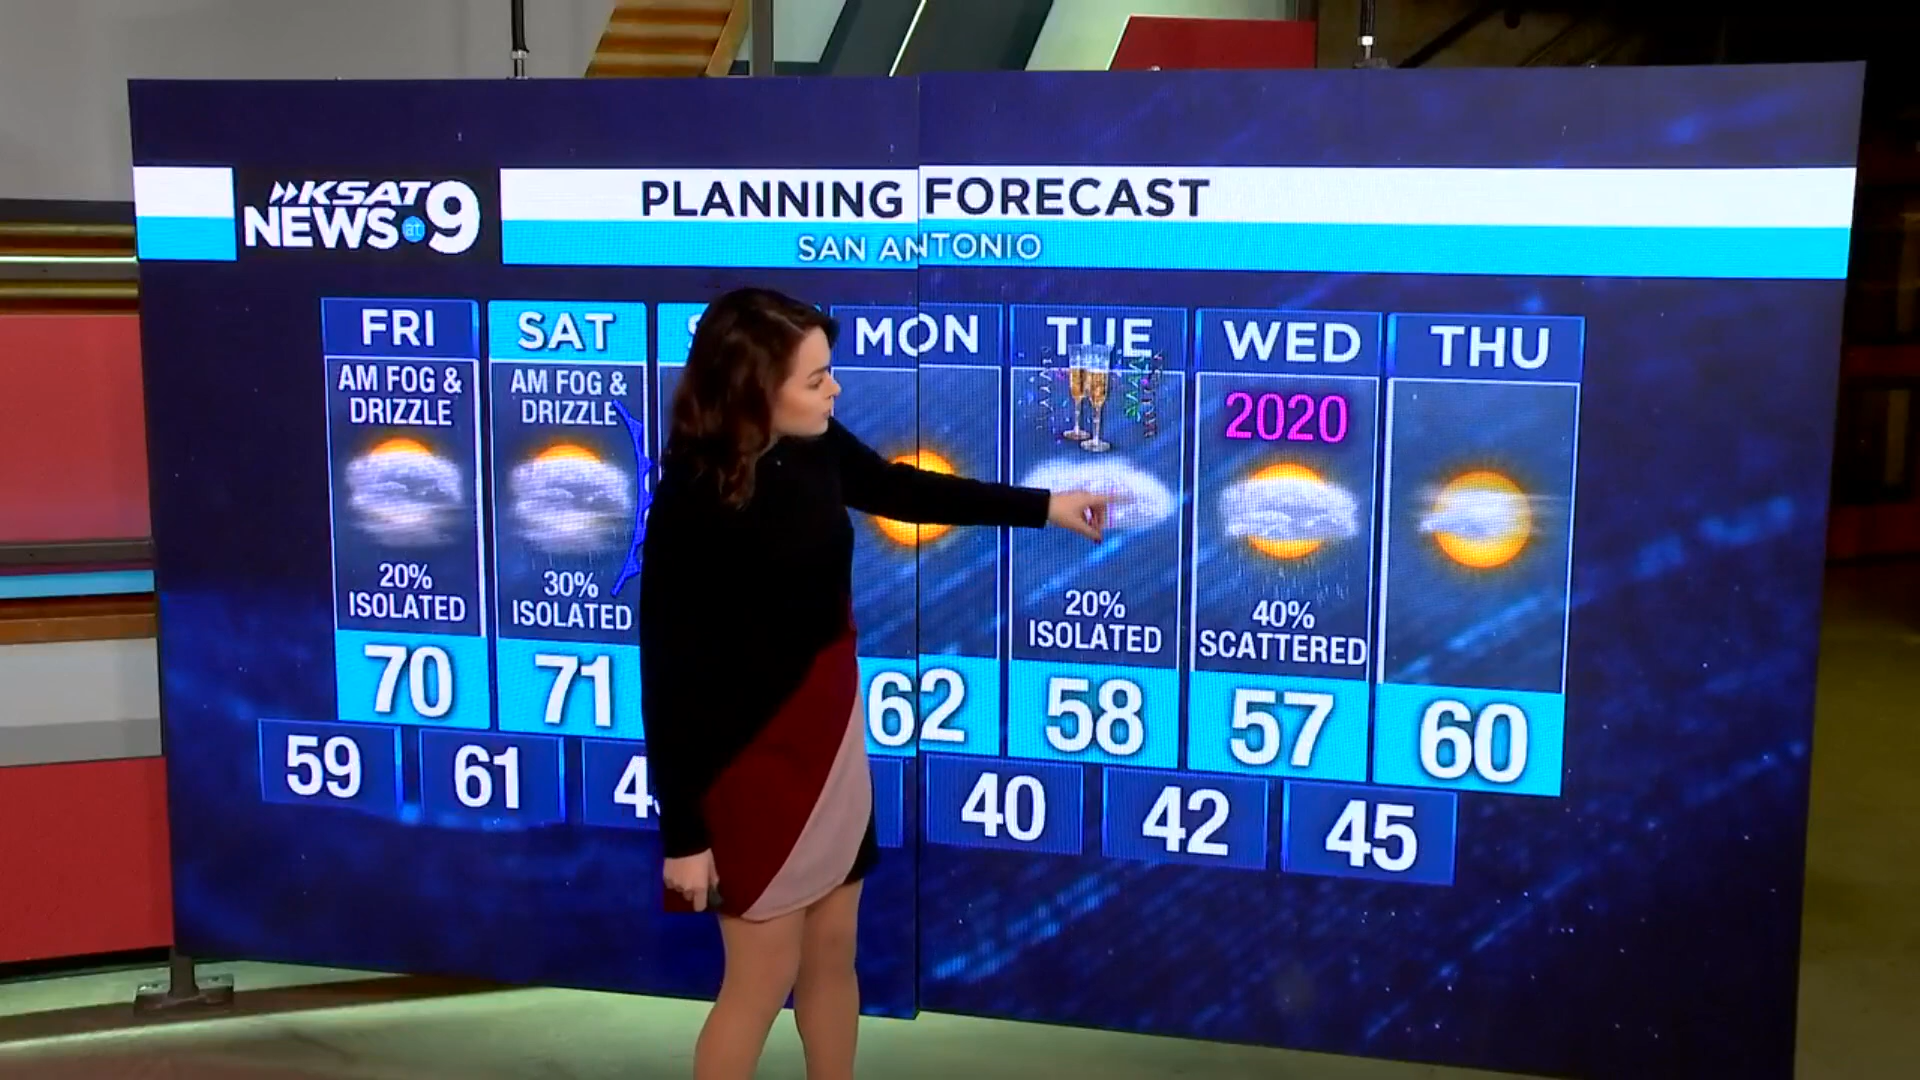 KSAT
NEWS at 9
PLANNING FORECAST
SAN ANTONIO
FRI
SAT
MON
TUE
WED
THU
AM FOG &
DRIZZLE
AM FOG &
DRIZZLE
2020
20%
ISOLATED
30%
ISOLATED
20%
ISOLATED
40%
SCATTERED
70
71
62
58
57
60
59
61
40
42
45